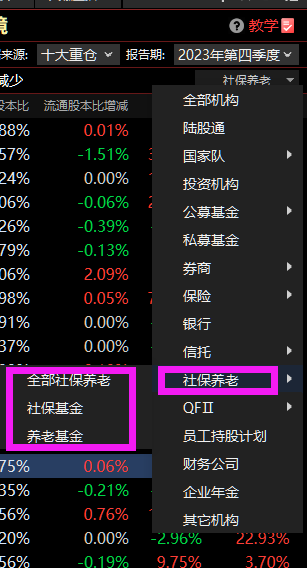 境 教学
来源: 十大重仓 报告期: 2023年第四季度
减少 社保养老
股本比 流通股本比增减
88% 0.01%
57% -1.51%
24% 0.00%
06% -0.06%
26% -0.39%
79% -0.13%
06% 2.09%
98% 0.05%
91% 0.00%
37% 0.00%
全部机构
陆股通
国家队
投资机构
公募基金
私募基金
券商
保险
银行
信托
社保养老
QFⅡ
员工持股计划
财务公司
企业年金
其它机构
全部社保养老
社保基金
养老基金
75% 0.06%
35% -0.21%
56% 0.76%
20% 0.00% -2.96% 22.93%
56% -0.19% 9.75% 3.70%